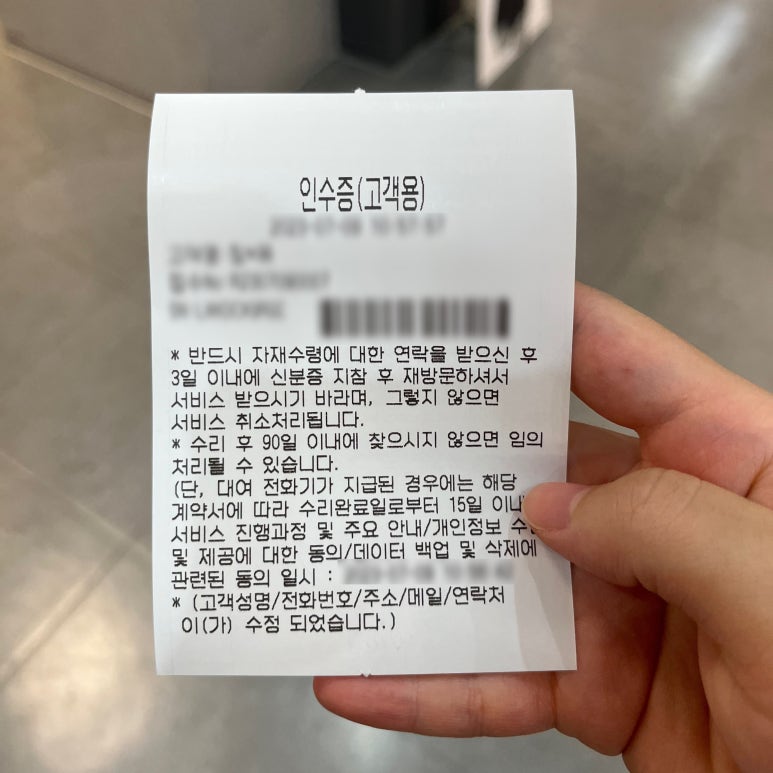 인수증(고객용)
* 반드시 자재수령에 대한 연락을 받으신 후
3일 이내에 신분증 지참 후 재방문하셔서
서비스 받으시기 바라며, 그렇지 않으면
서비스 취소처리됩니다.
* 수리 후 90일 이내에 찾으시지 않으면 임의
처리될 수 있습니다.
(단, 대여 전화기가 지급된 경우에는 해당
계약서에 따라 수리완료일로부터 15일
서비스 진행과정 및 주요 안내/개인정보
및 제공에 대한 동의/데이터 백업 및 삭제에
관련된 동의 일시 :
* (고객성명/전화번호/주소/메일/연락처
이(가) 수정 되었습니다.)